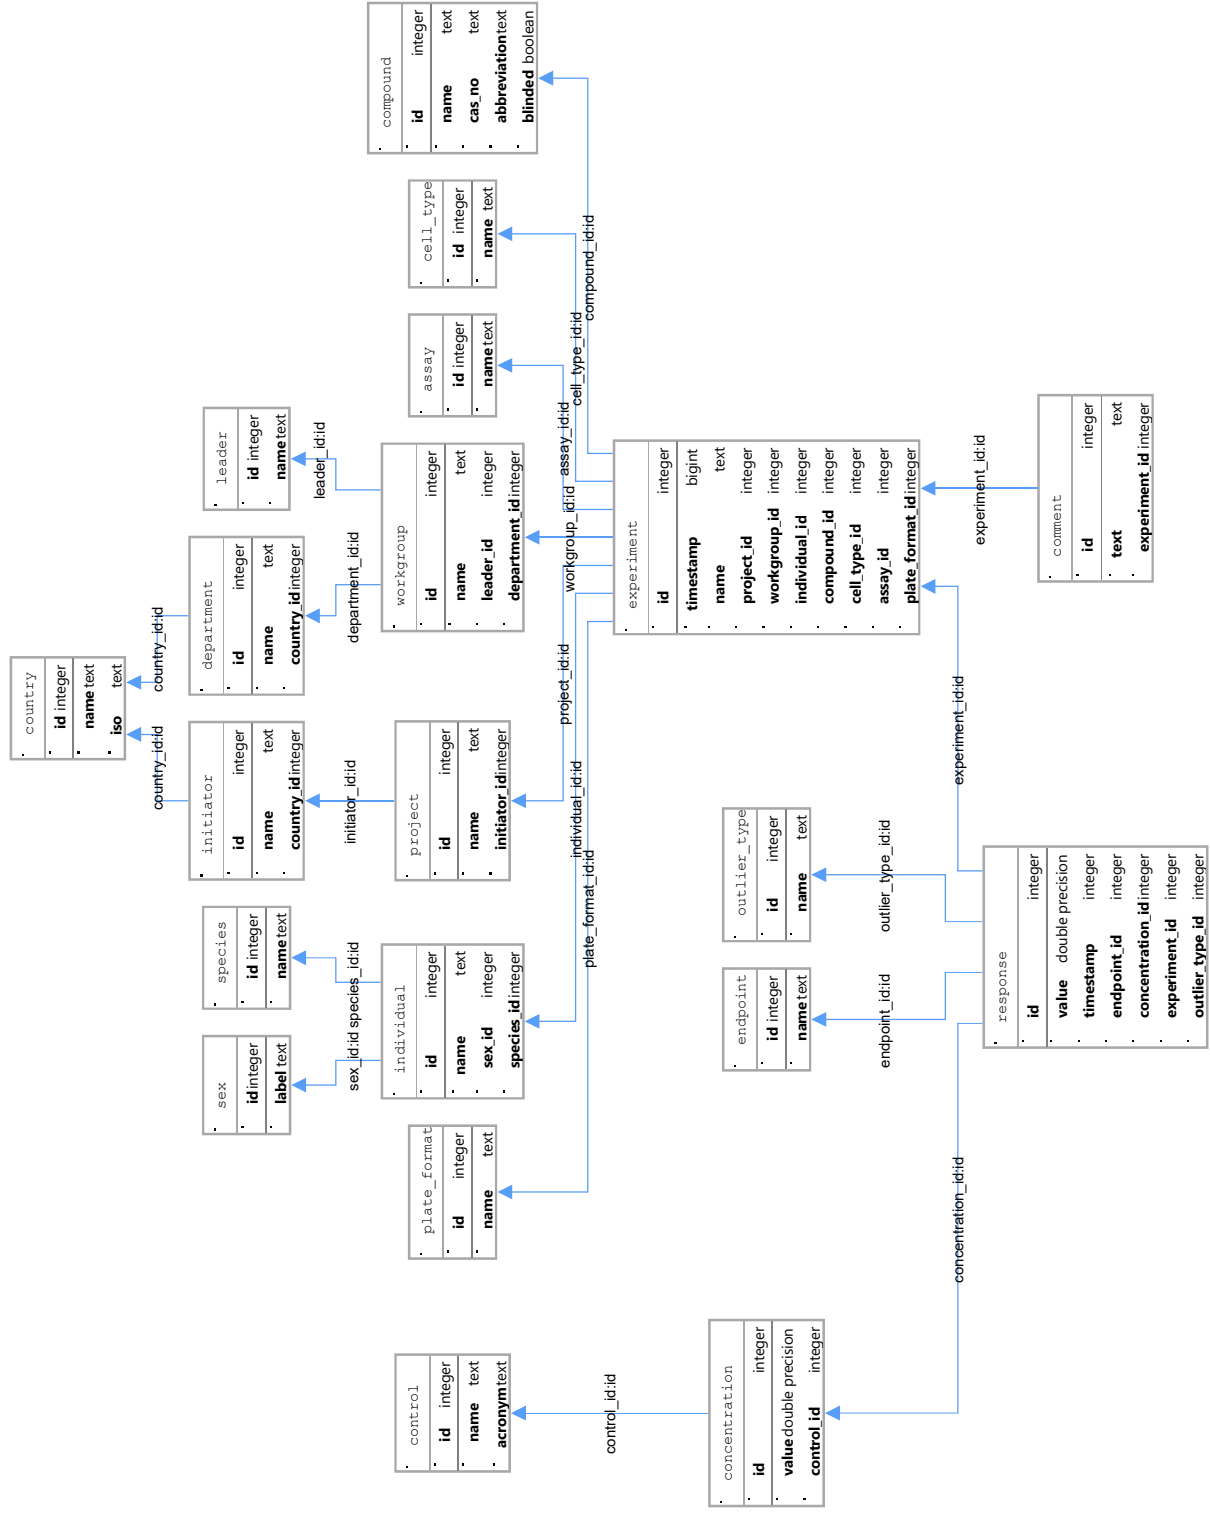 compound
id integer
name text
cas_no text
abbreviation text
blinded boolean
cell_type
id integer
name text
assay
id integer
name text
leader
id integer
name text
workgroup
id integer
name text
leader_id integer
department_id integer
department
id integer
name text
country_id integer
country
id integer
name text
iso text
initiator
id integer
name text
country_id integer
project
id integer
name text
initiator_id integer
species
id integer
name text
sex
id integer
label text
individual
id integer
name text
sex_id integer
species_id integer
plate_format
id integer
name text
control
id integer
name text
acronym text
concentration
id integer
value double precision
control_id integer
experiment
id integer
timestamp bigint
name text
project_id integer
workgroup_id integer
individual_id integer
compound_id integer
cell_type_id integer
assay_id integer
plate_format_id integer
outlier_type
id integer
name text
endpoint
id integer
name text
response
id integer
value double precision
timestamp integer
endpoint_id integer
concentration_id integer
experiment_id integer
outlier_type_id integer
comment
id integer
text text
experiment_id integer
country_id:id
country_id:id
leader_id:id
department_id:id
initiator_id:id
species_id:id
sex_id:id
compound_id:id
cell_type_id:id
assay_id:id
workgroup_id:id
project_id:id
individual_id:id
plate_format_id:id
control_id:id
outlier_type_id:id
endpoint_id:id
experiment_id:id
experiment_id:id
concentration_id:id